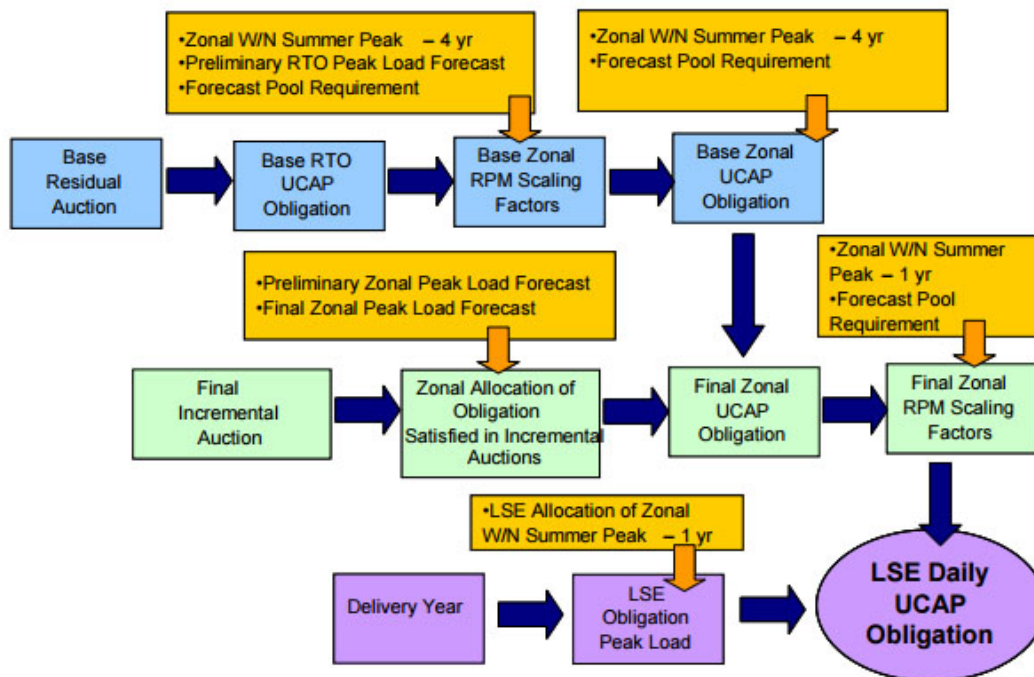 •Zonal W/N Summer Peak – 4 yr
•Preliminary RTO Peak Load Forecast
•Forecast Pool Requirement
•Zonal W/N Summer Peak – 4 yr
•Forecast Pool Requirement
Base
Residual
Auction
Base RTO
UCAP
Obligation
Base Zonal
RPM Scaling
Factors
Base Zonal
UCAP
Obligation
•Preliminary Zonal Peak Load Forecast
•Final Zonal Peak Load Forecast
•Zonal W/N Summer
Peak – 1 yr
•Forecast Pool
Requirement
Final
Incremental
Auction
Zonal Allocation of
Obligation
Satisfied in Incremental
Auctions
Final Zonal
UCAP
Obligation
Final Zonal
RPM Scaling
Factors
•LSE Allocation of Zonal
W/N Summer Peak – 1 yr
Delivery Year
LSE
Obligation
Peak Load
LSE Daily
UCAP
Obligation